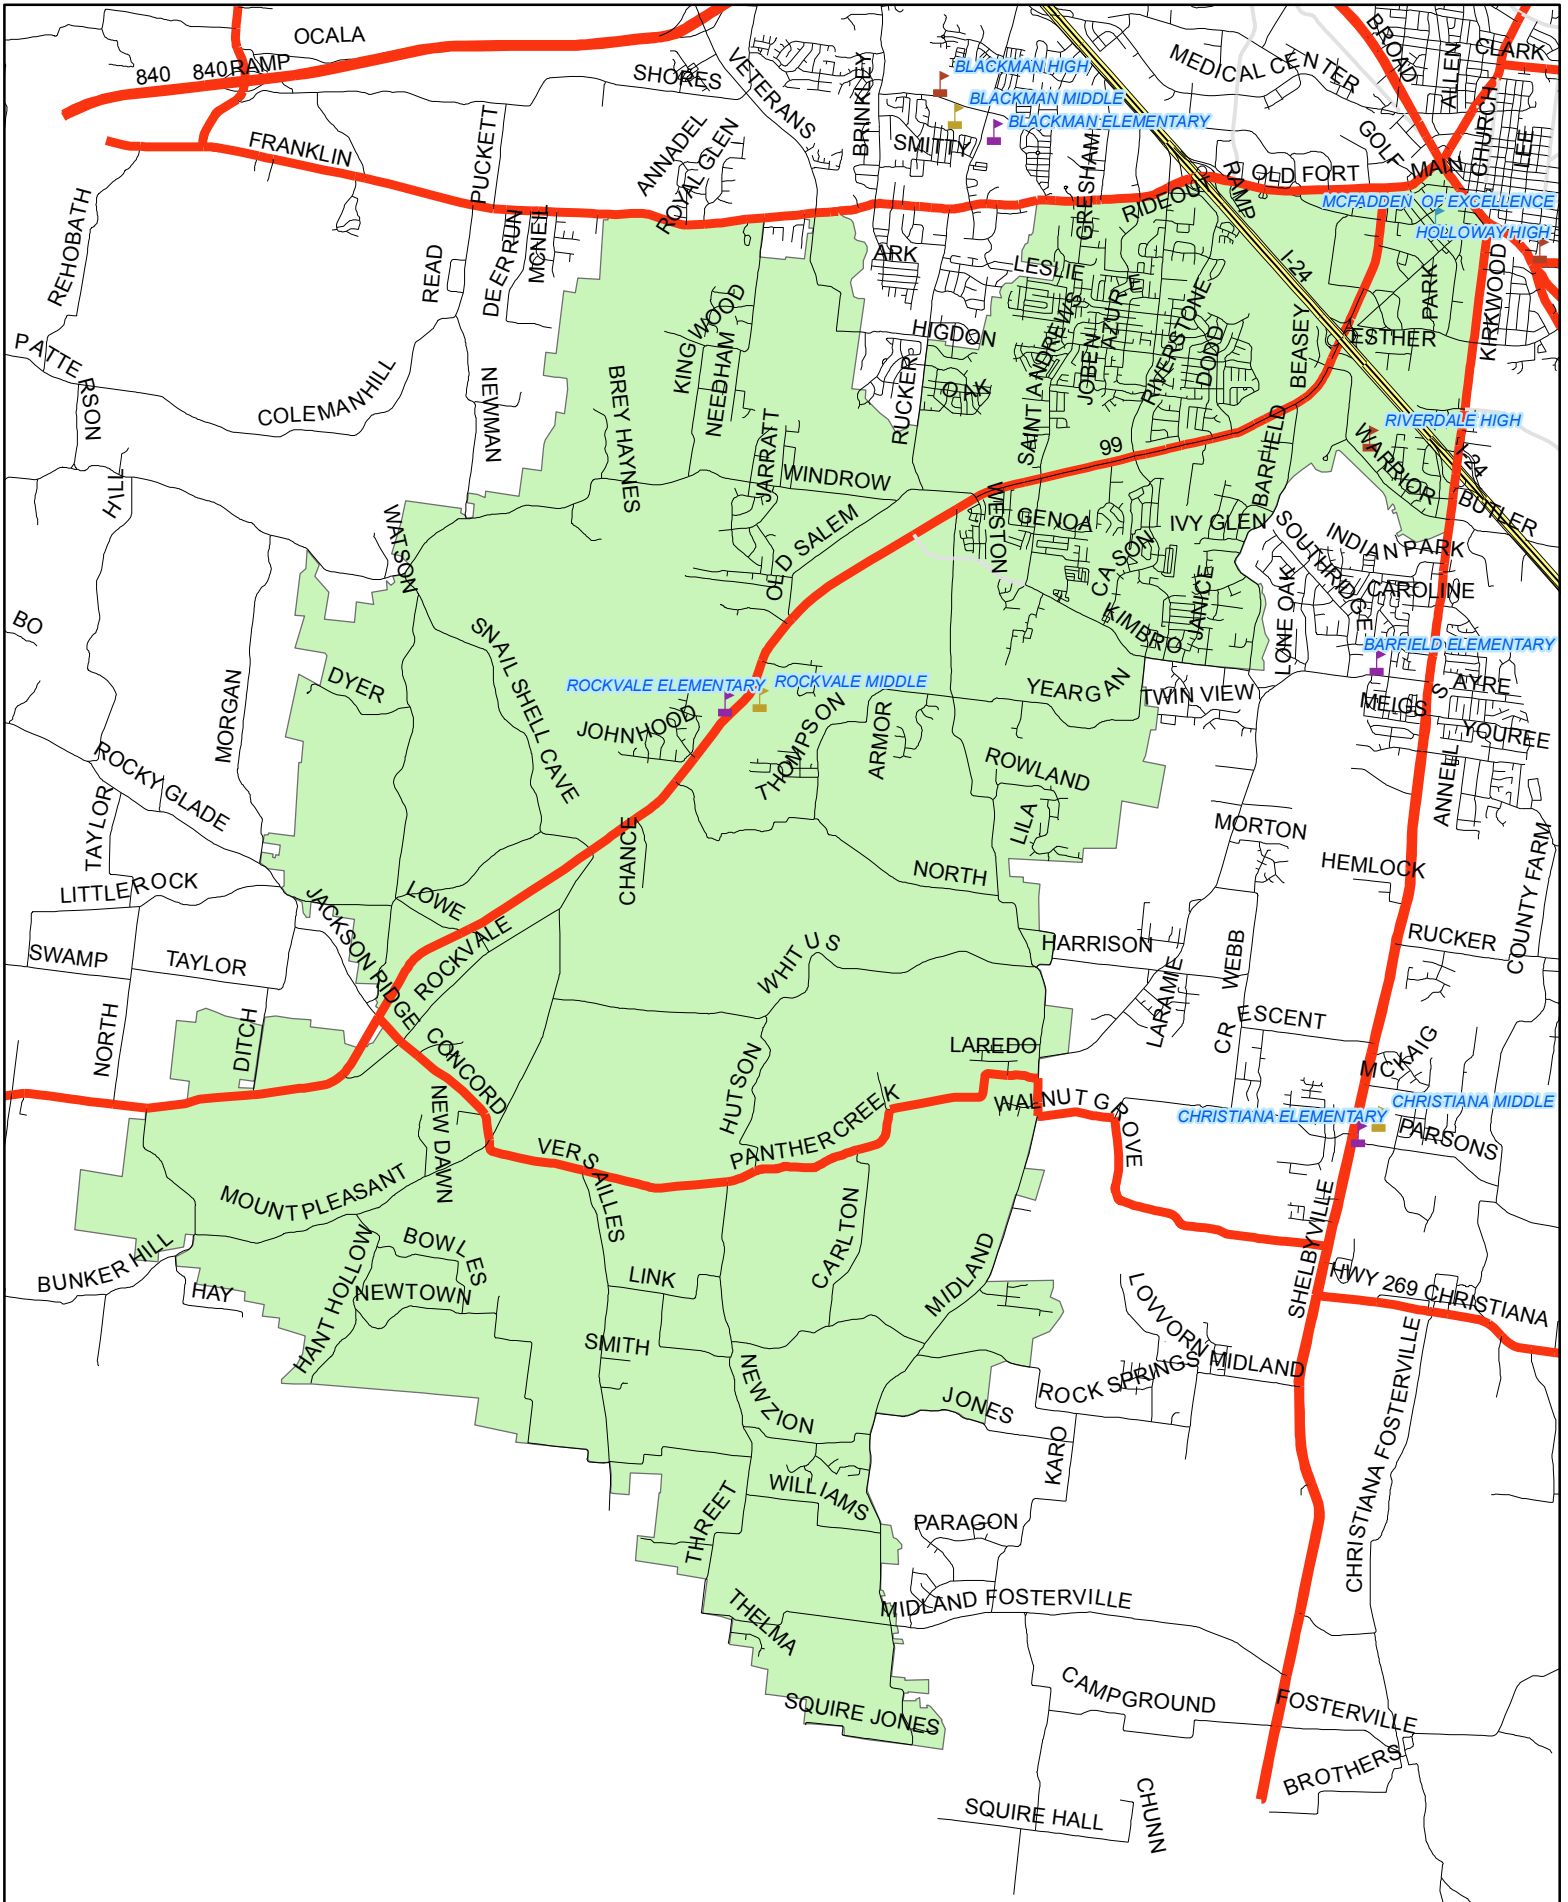 OCALA
840
840 RAMP
SHORES
VETERANS
BRINKLEY
BLACKMAN HIGH
BLACKMAN MIDDLE
BLACKMAN ELEMENTARY
MEDICAL CENTER
BROAD
CLARK
ALLEN
CHURCH
LEE
GOLF
MAIN
FRANKLIN
PUCKETT
ANNADEL
ROYAL GLEN
SMITTY
GRESHAM
RIDEOUT
RAMP
OLD FORT
MCFADDEN OF EXCELLENCE
HOLLOWAY HIGH
REHOBATH
READ
DEER RUN
MCNEIL
ARK
LESLIE
AZURE
I-24
PARK
KIRKWOOD
PATTERSON
COLEMAN HILL
NEWMAN
BREY HAYNES
KINGWOOD
NEEDHAM
JARRATT
HIGDON
OAK
RUCKER
SAINT ANDREWS
JOBEN
RIVERSTONE
DODD
BEASEY
ESTHER
RIVERDALE HIGH
WARRIOR
I-24
BUTLER
HILL
WATSON
WINDROW
OLD SALEM
99
WESTON
GENOA
CASON
IVY GLEN
BARFIELD
SOUTHRIDGE
INDIAN PARK
CAROLINE
LONE OAK
KIMBRO
JANICE
BO
MORGAN
DYER
SNAIL SHELL CAVE
ROCKVALE ELEMENTARY
ROCKVALE MIDDLE
JOHN HOOD
THOMPSON
ARMOR
YEARGAN
TWIN VIEW
BARFIELD ELEMENTARY
AYRE
MEIGS
YOUREE
S
ANNELL
ROCKY GLADE
TAYLOR
LITTLE ROCK
ROWLAND
LILA
CHANCE
NORTH
MORTON
HEMLOCK
COUNTY FARM
LOWE
JACKSON RIDGE
ROCKVALE
SWAMP
TAYLOR
NORTH
DITCH
WHITUS
HARRISON
LARAMIE
WEBB
RUCKER
CRESCENT
CONCORD
NEW DAWN
HUTSON
LAREDO
PANTHER CREEK
WALNUT GROVE
MCKAIG
CHRISTIANA ELEMENTARY
CHRISTIANA MIDDLE
PARSONS
VERSAILLES
MOUNT PLEASANT
BUNKER HILL
HAY
HANT HOLLOW
BOWLES
NEWTOWN
LINK
SMITH
CARLTON
MIDLAND
SHELBYVILLE
HWY 269 CHRISTIANA
LOVVORN
MIDLAND
ROCK SPRINGS
JONES
KARO
NEW ZION
CHRISTIANA FOSTERVILLE
WILLIAMS
THREET
PARAGON
THELMA
MIDLAND FOSTERVILLE
SQUIRE JONES
CAMPGROUND
FOSTERVILLE
BROTHERS
SQUIRE HALL
CHUNN